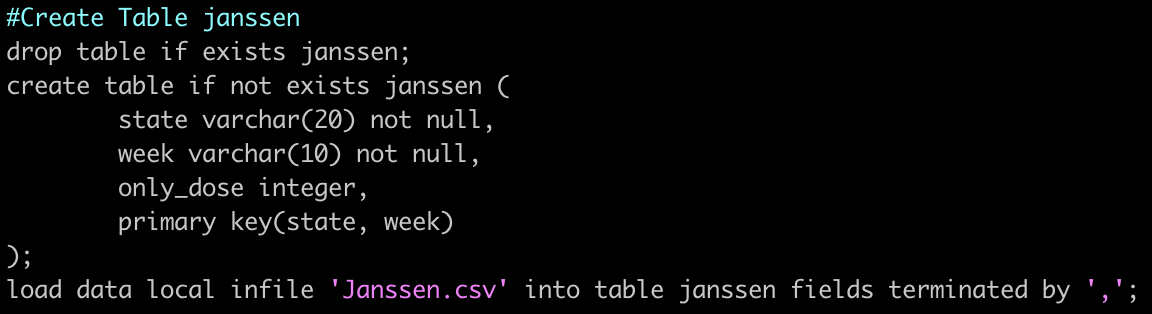 #Create Table janssen
drop table if exists janssen;
create table if not exists janssen (
        state varchar(20) not null,
        week varchar(10) not null,
        only_dose integer,
        primary key(state, week)
);
load data local infile 'Janssen.csv' into table janssen fields terminated by ',';